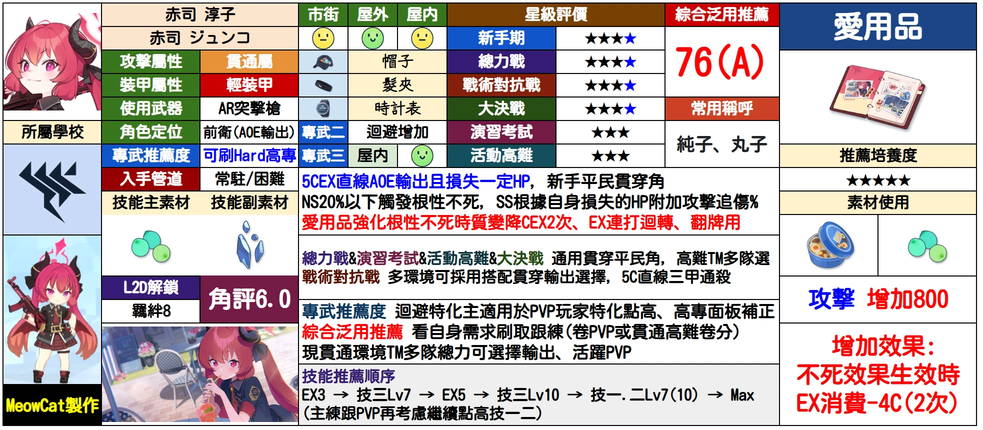 赤司 淳子
赤司 ジュンコ
攻擊屬性 貫通屬
裝甲屬性 輕裝甲
使用武器 AR突擊槍
所屬學校
角色定位 前衛(AOE輸出)
專武推薦度 可刷Hard高專
入手管道 常駐/困難
技能主素材 技能副素材
L2D解鎖
羈絆8
角評6.0
MeowCat製作
市街 屋外 屋內
帽子
髮夾
時計表
專武二 迴避增加
專武三 屋內
星級評價
新手期 ★★★★
總力戰 ★★★★
戰術對抗戰 ★★★★
大決戰 ★★★★
演習考試 ★★★
活動高難 ★★★
綜合泛用推薦
76(A)
常用稱呼
純子、丸子
5CEX直線AOE輸出且損失一定HP，新手平民貫穿角
NS20%以下觸發根性不死，SS根據自身損失的HP附加攻擊追傷%
愛用品強化根性不死時質變降CEX2次、EX連打迴轉、翻牌用
總力戰&演習考試&活動高難&大決戰 通用貫穿平民角，高難TM多隊選
戰術對抗戰 多環境可採用搭配貫穿輸出選擇，5C直線三甲通殺
專武推薦度 迴避特化主適用於PVP玩家特化點高、高專面板補正
綜合泛用推薦 看自身需求刷取跟練(卷PVP或貫通高難卷分)
現貫通環境TM多隊總力可選擇輸出、活躍PVP
技能推薦順序
EX3 → 技三Lv7 → EX5 → 技三Lv10 → 技一.二Lv7(10) → Max
(主練跟PVP再考慮繼續點高技一二)
愛用品
推薦培養度
★★★★★
素材使用
攻擊 增加800
增加效果:
不死效果生效時
EX消費-4C(2次)